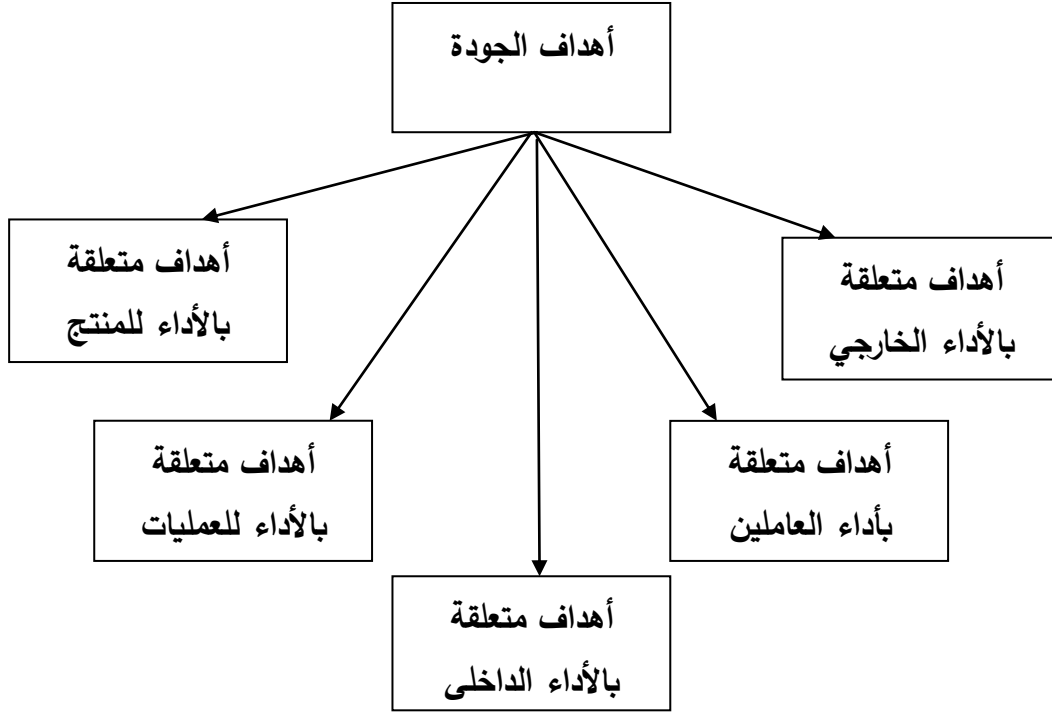 أهداف الجودة
أهداف متعلقة
بالأداء الخارجي
أهداف متعلقة
بالأداء للمنتج
أهداف متعلقة
بأداء العاملين
أهداف متعلقة
بالأداء للعمليات
أهداف متعلقة
بالأداء الداخلى